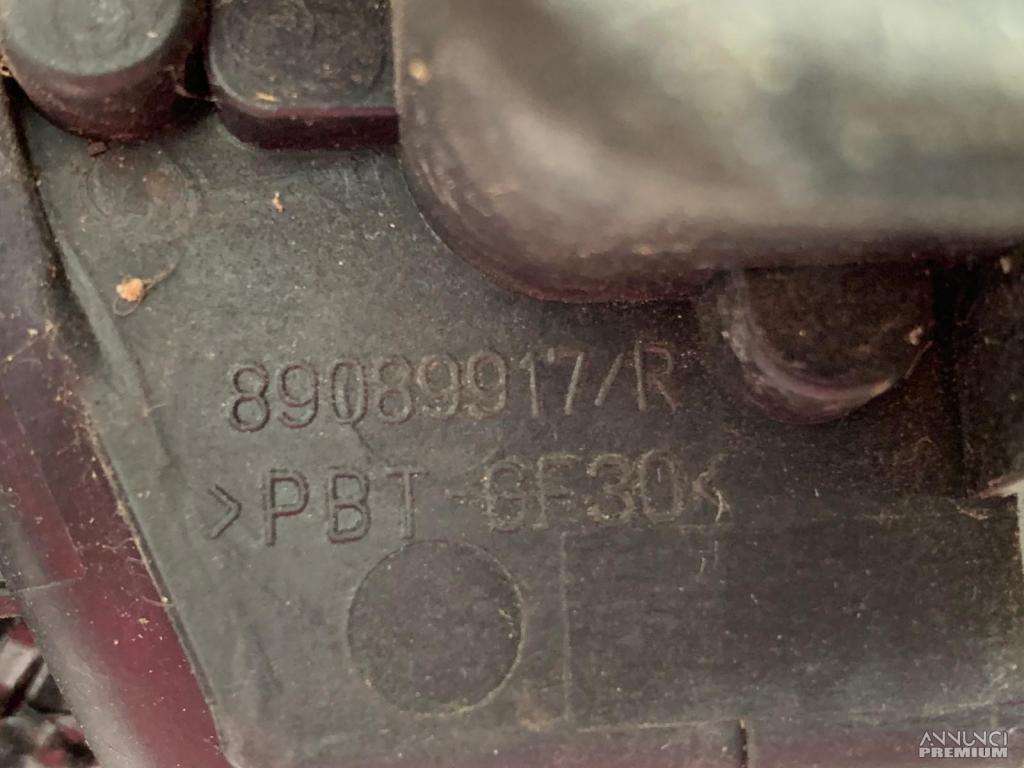 89089917/R
>PBT-GF30<
ANNUNCI
PREMIUM